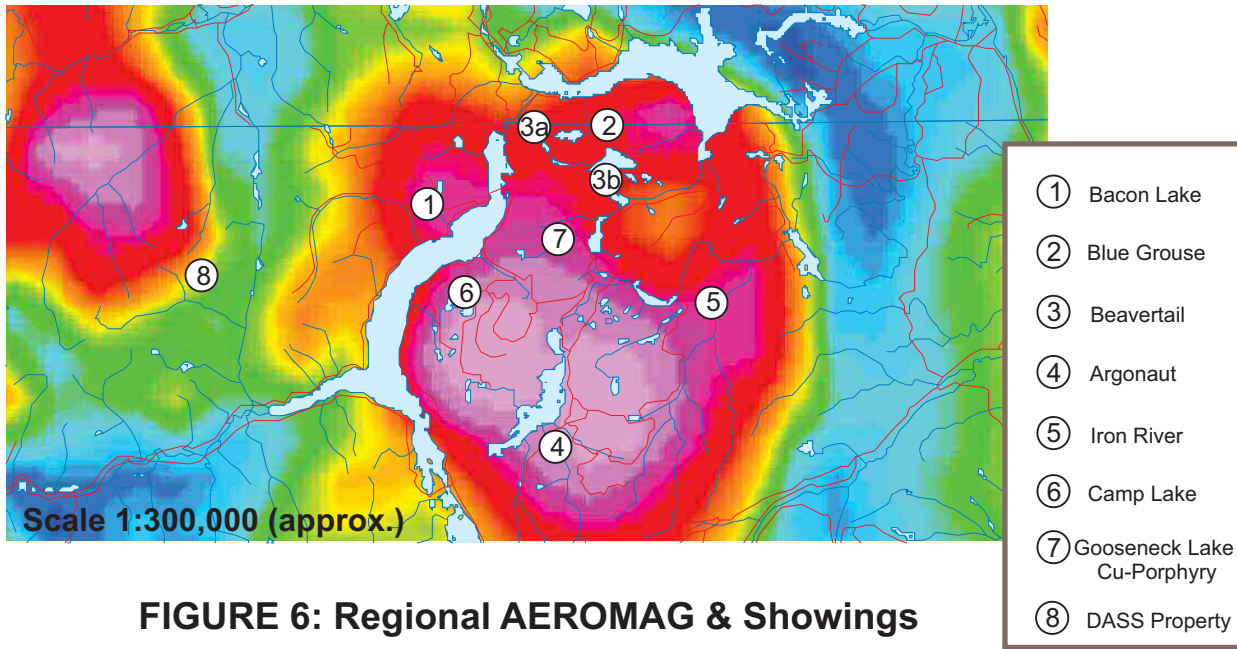 3a
2
3b
1
7
8
6
5
4
Scale 1:300,000 (approx.)
1 Bacon Lake
2 Blue Grouse
3 Beavertail
4 Argonaut
5 Iron River
6 Camp Lake
7 Gooseneck Lake
Cu-Porphyry
8 DASS Property
FIGURE 6: Regional AEROMAG & Showings